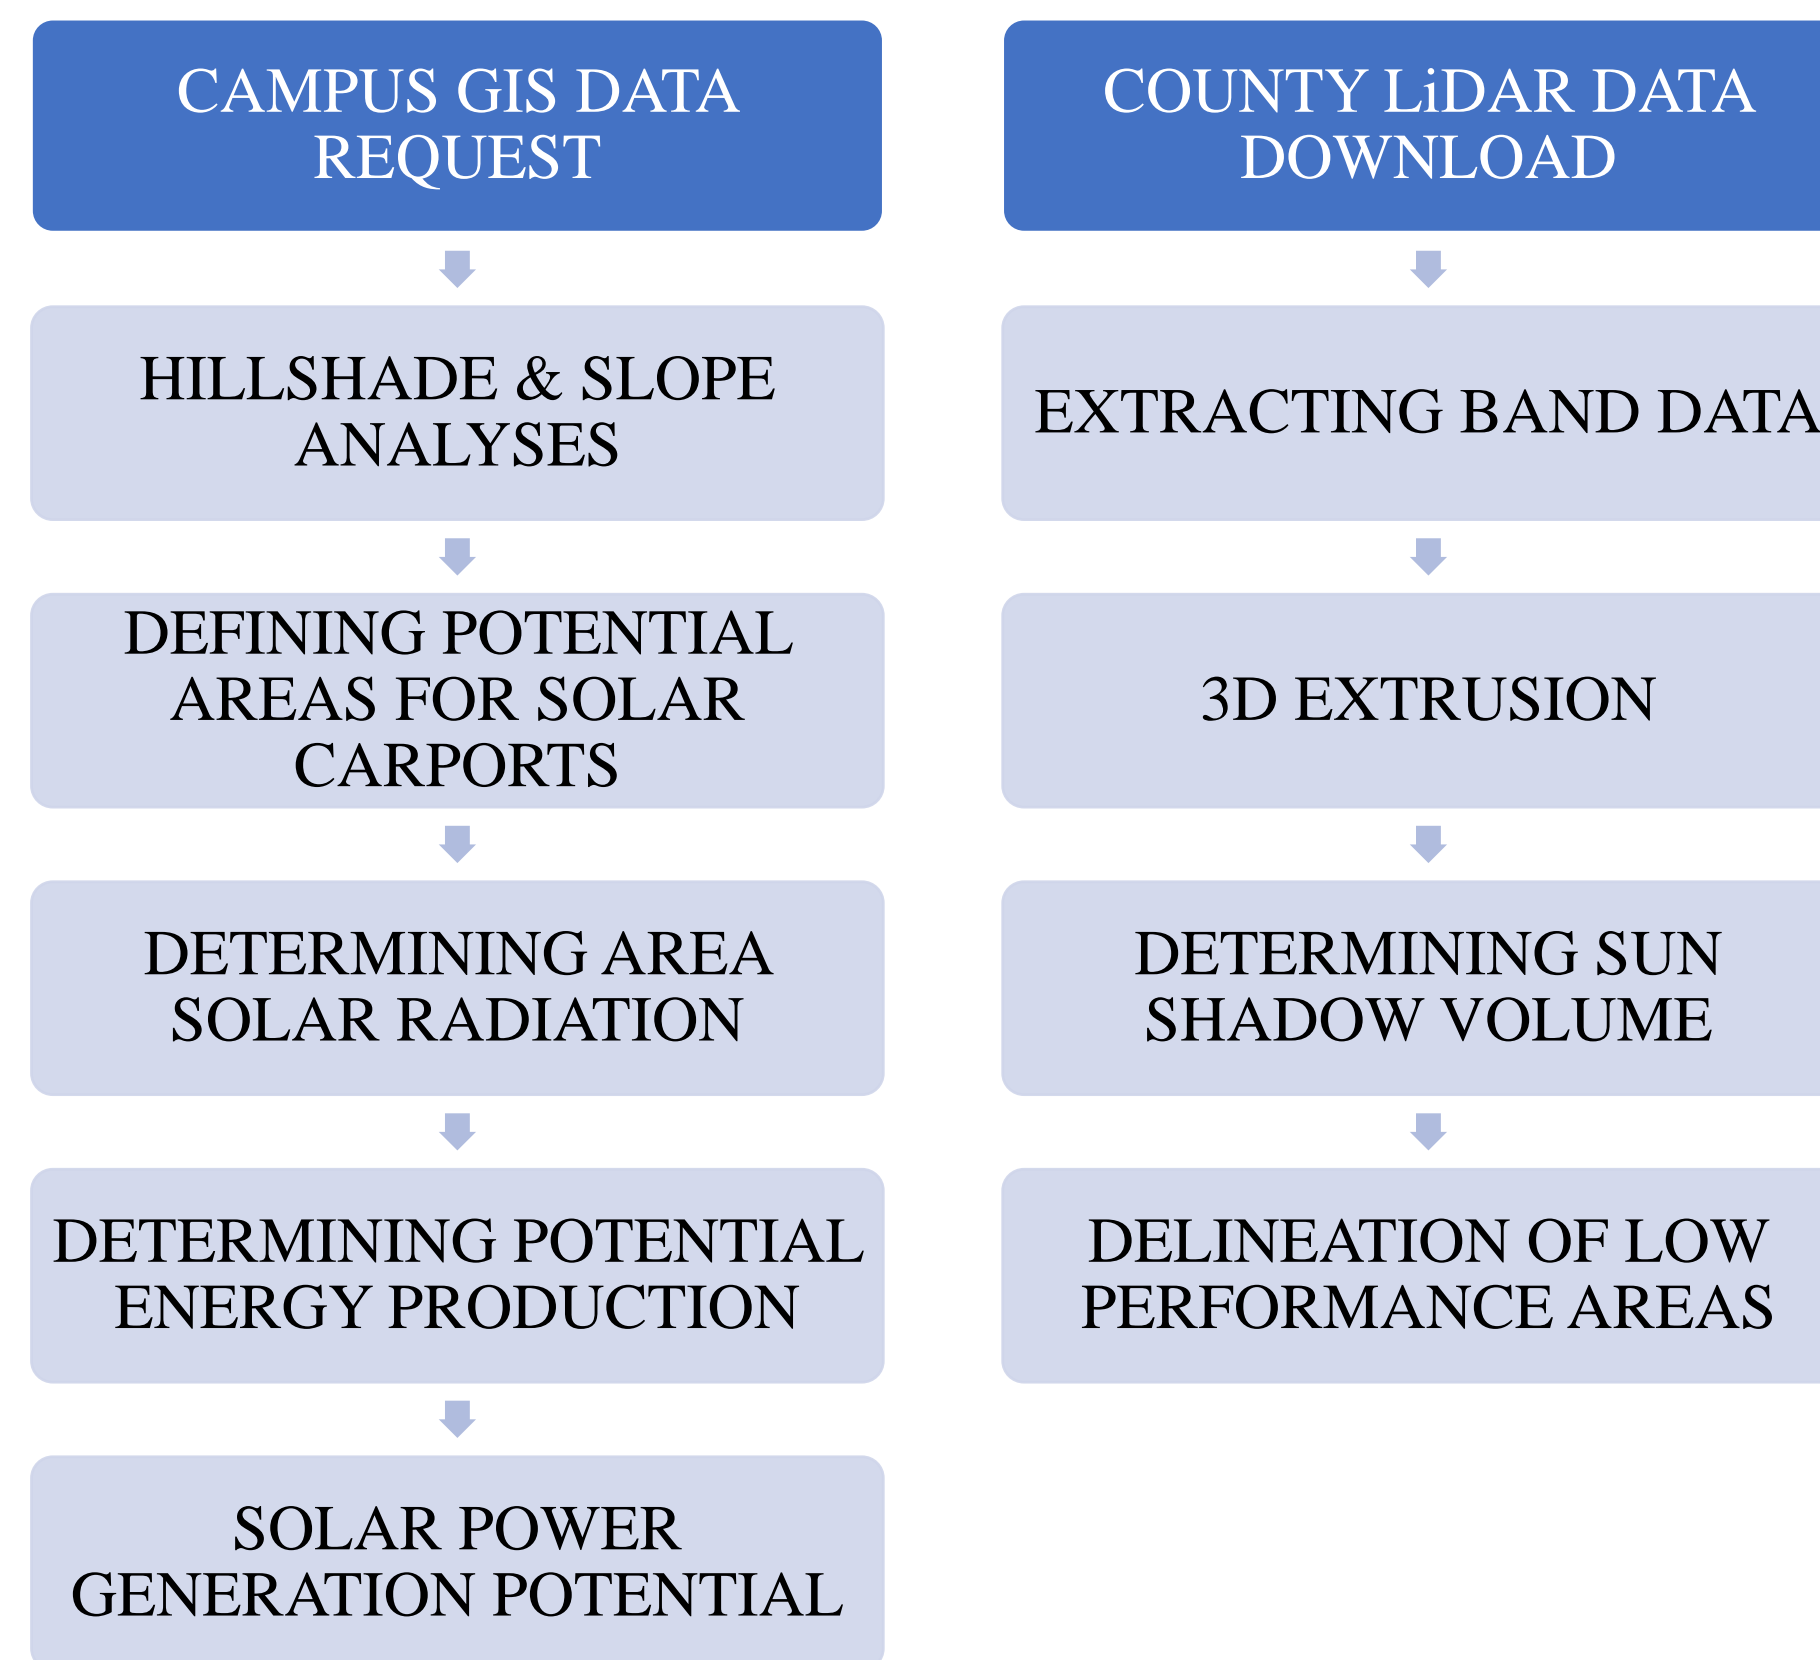 CAMPUS GIS DATA
REQUEST
HILLSHADE & SLOPE
ANALYSES
DEFINING POTENTIAL
AREAS FOR SOLAR
CARPORTS
DETERMINING AREA
SOLAR RADIATION
DETERMINING POTENTIAL
ENERGY PRODUCTION
SOLAR POWER
GENERATION POTENTIAL
COUNTY LiDAR DATA
DOWNLOAD
EXTRACTING BAND DATA
3D EXTRUSION
DETERMINING SUN
SHADOW VOLUME
DELINEATION OF LOW
PERFORMANCE AREAS